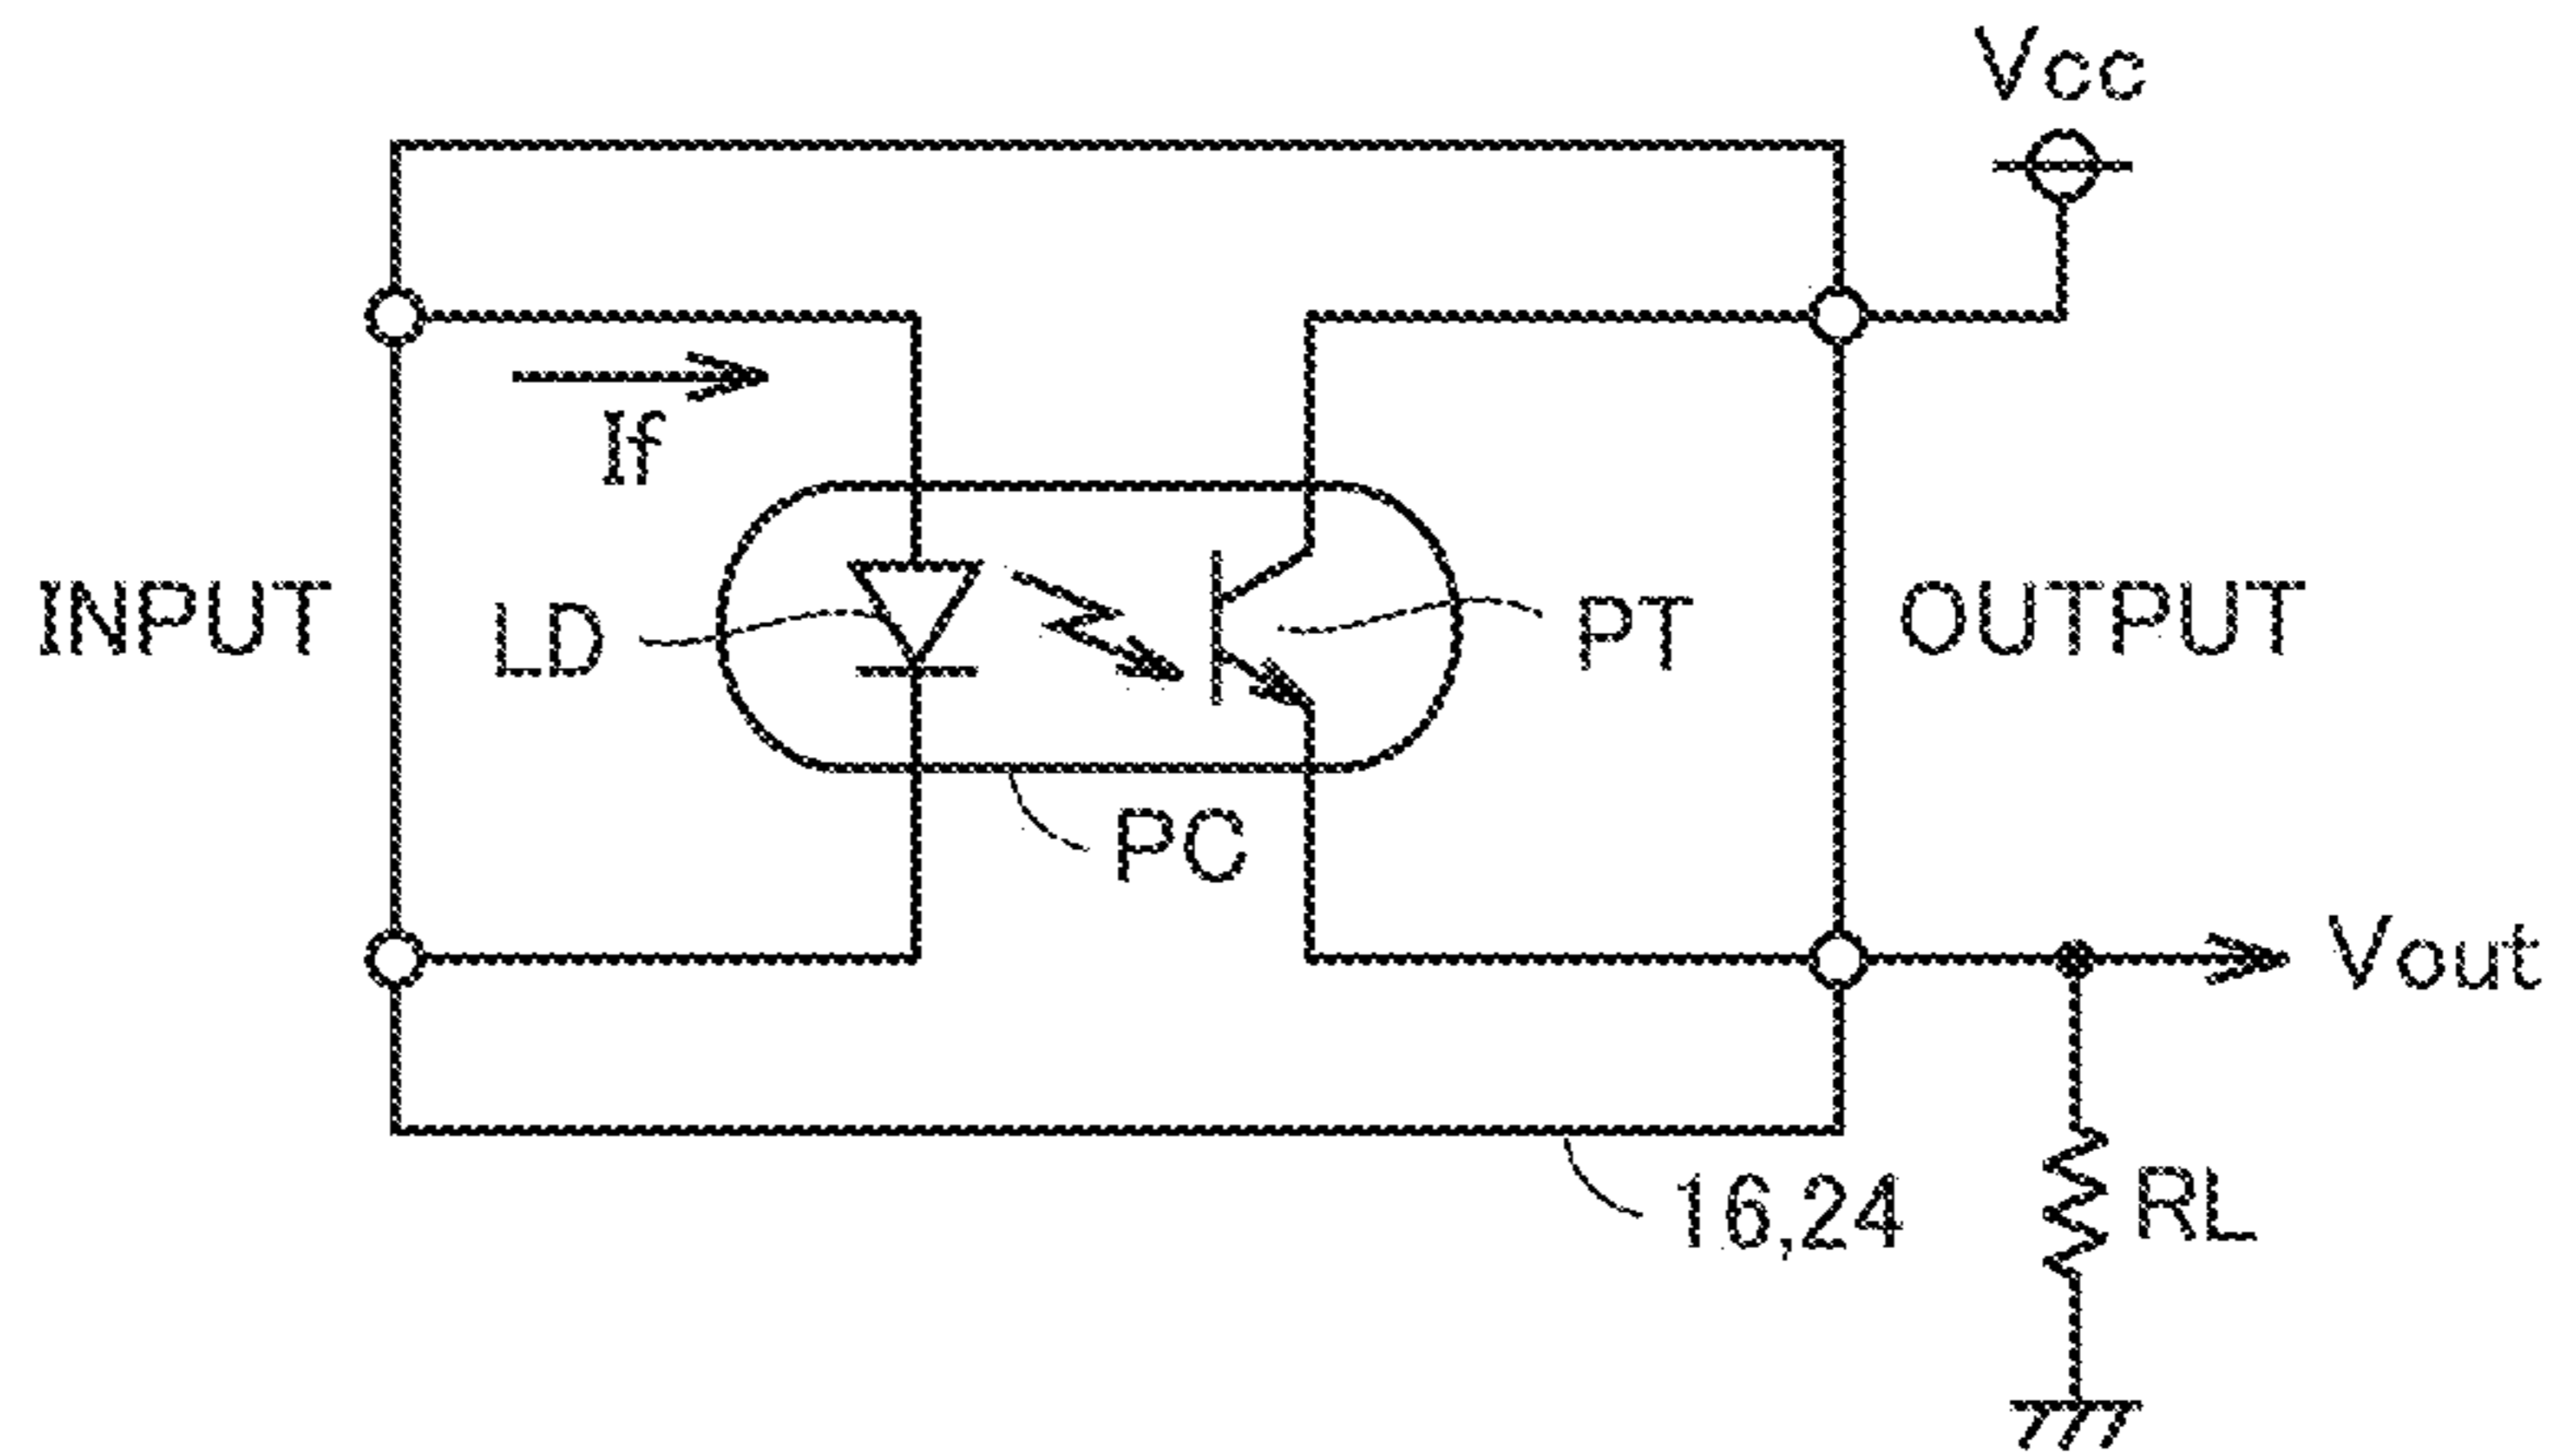 Vcc
If
INPUT
LD
PT
OUTPUT
PC
Vout
16,24
RL